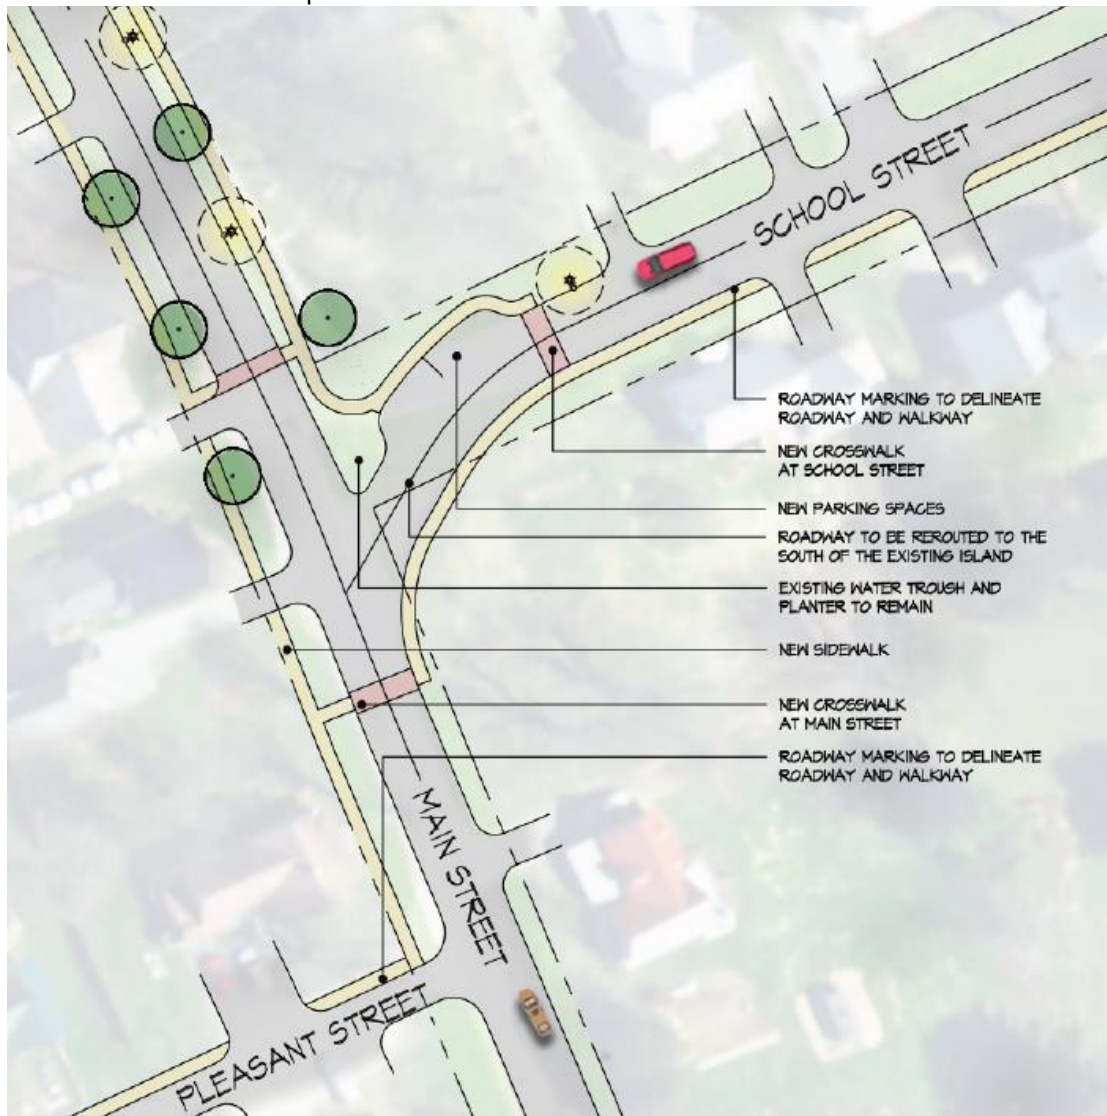 SCHOOL STREET
ROADWAY MARKING TO DELINEATE
ROADWAY AND WALKWAY
NEW CROSSWALK
AT SCHOOL STREET
NEW PARKING SPACES
ROADWAY TO BE REROUTED TO THE
SOUTH OF THE EXISTING ISLAND
EXISTING WATER TROUGH AND
PLANTER TO REMAIN
NEW SIDEWALK
NEW CROSSWALK
AT MAIN STREET
ROADWAY MARKING TO DELINEATE
ROADWAY AND WALKWAY
MAIN STREET
PLEASANT STREET